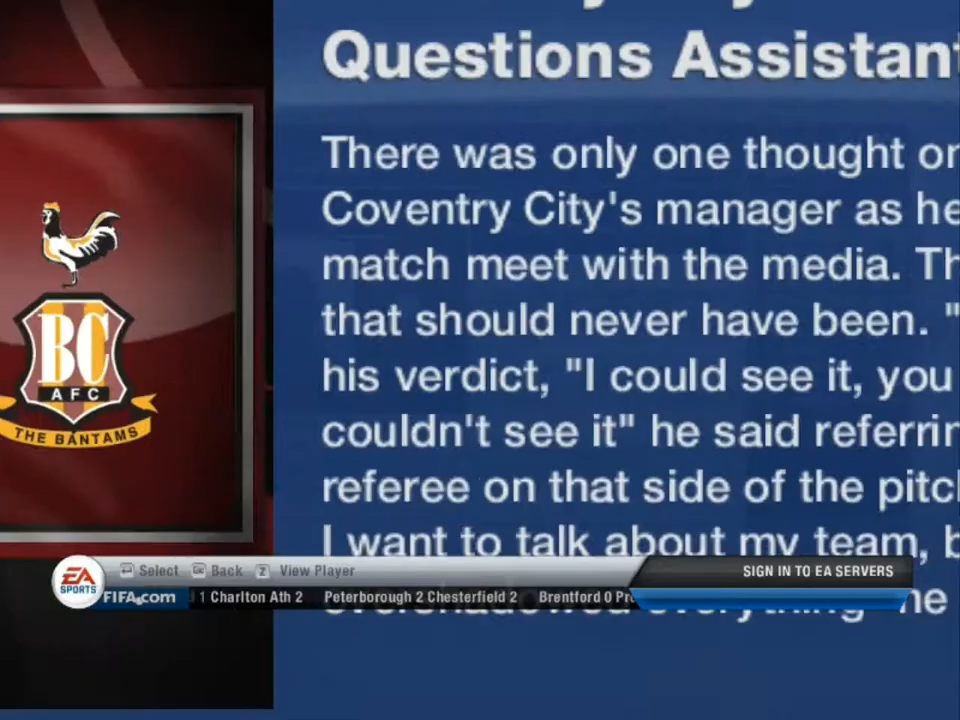 Questions Assistant
There was only one thought on
Coventry City's manager as he
match meet with the media. Th
that should never have been. "
his verdict, "I could see it, you
couldn't see it" he said referrin
referee on that side of the pitch
I want to talk about my team, b
overshadowed everything" he
BC
AFC
THE BANTAMS
EA
SPORTS
Select Back Z View Player
SIGN IN TO EA SERVERS
FIFA.com
1 Charlton Ath 2 Peterborough 2 Chesterfield 2 Brentford 0 Pr